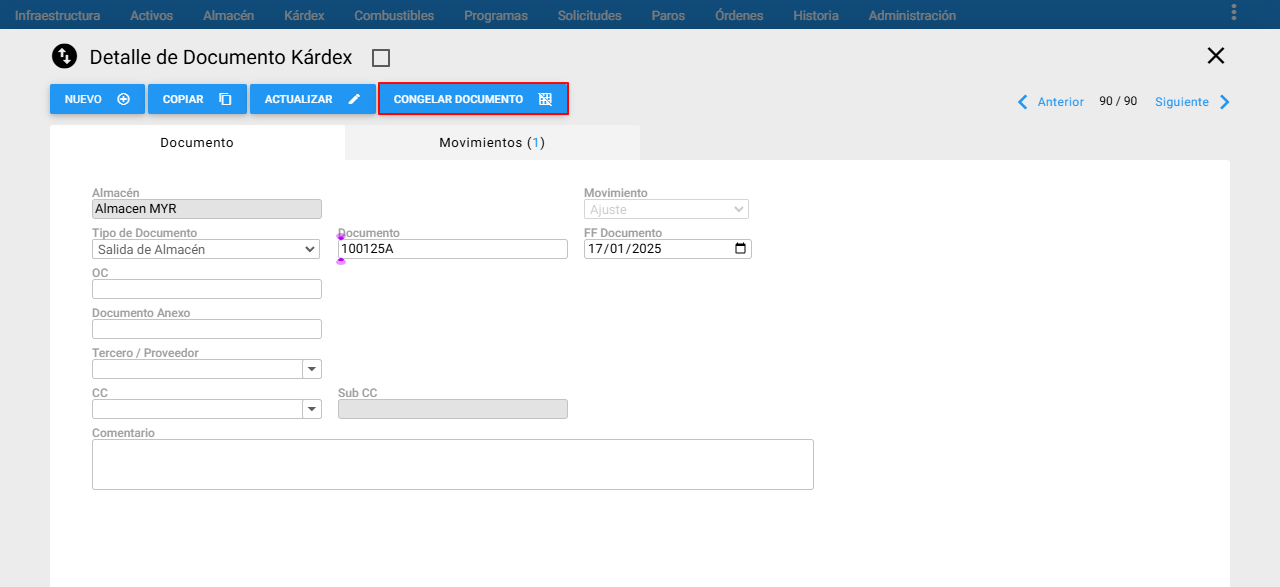 Infraestructura Activos Almacén Kárdex Combustibles Programas Solicitudes Paros Órdenes Historia Administración
Detalle de Documento Kárdex
NUEVO COPIAR ACTUALIZAR CONGELAR DOCUMENTO
Anterior 90 / 90 Siguiente
Documento Movimientos (1)
Almacén Movimiento
Almacen MYR Ajuste
Tipo de Documento Documento FF Documento
Salida de Almacén 100125A 17/01/2025
OC
Documento Anexo
Tercero / Proveedor
CC Sub CC
Comentario